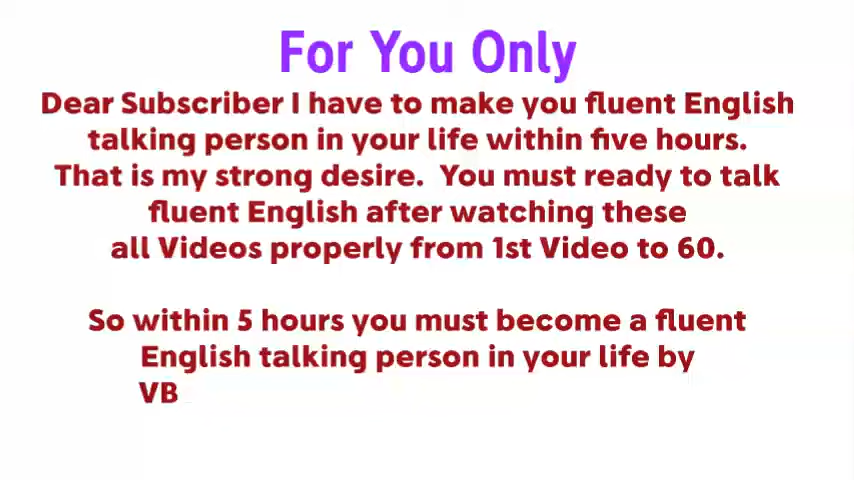 For You Only
Dear Subscriber I have to make you fluent English
talking person in your life within five hours.
That is my strong desire. You must ready to talk
fluent English after watching these
all Videos properly from 1st Video to 60.
So within 5 hours you must become a fluent
English talking person in your life by
VB